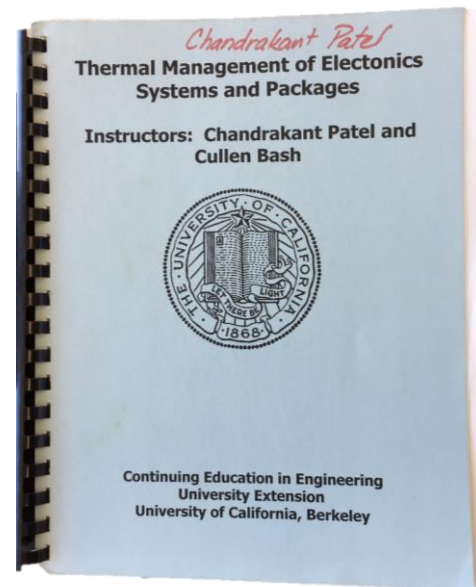 Chandrakant Patel
Thermal Management of Electonics
Systems and Packages
Instructors: Chandrakant Patel and
Cullen Bash
THE UNIVERSITY OF CALIFORNIA
LET THERE BE LIGHT
1868
Continuing Education in Engineering
University Extension
University of California, Berkeley